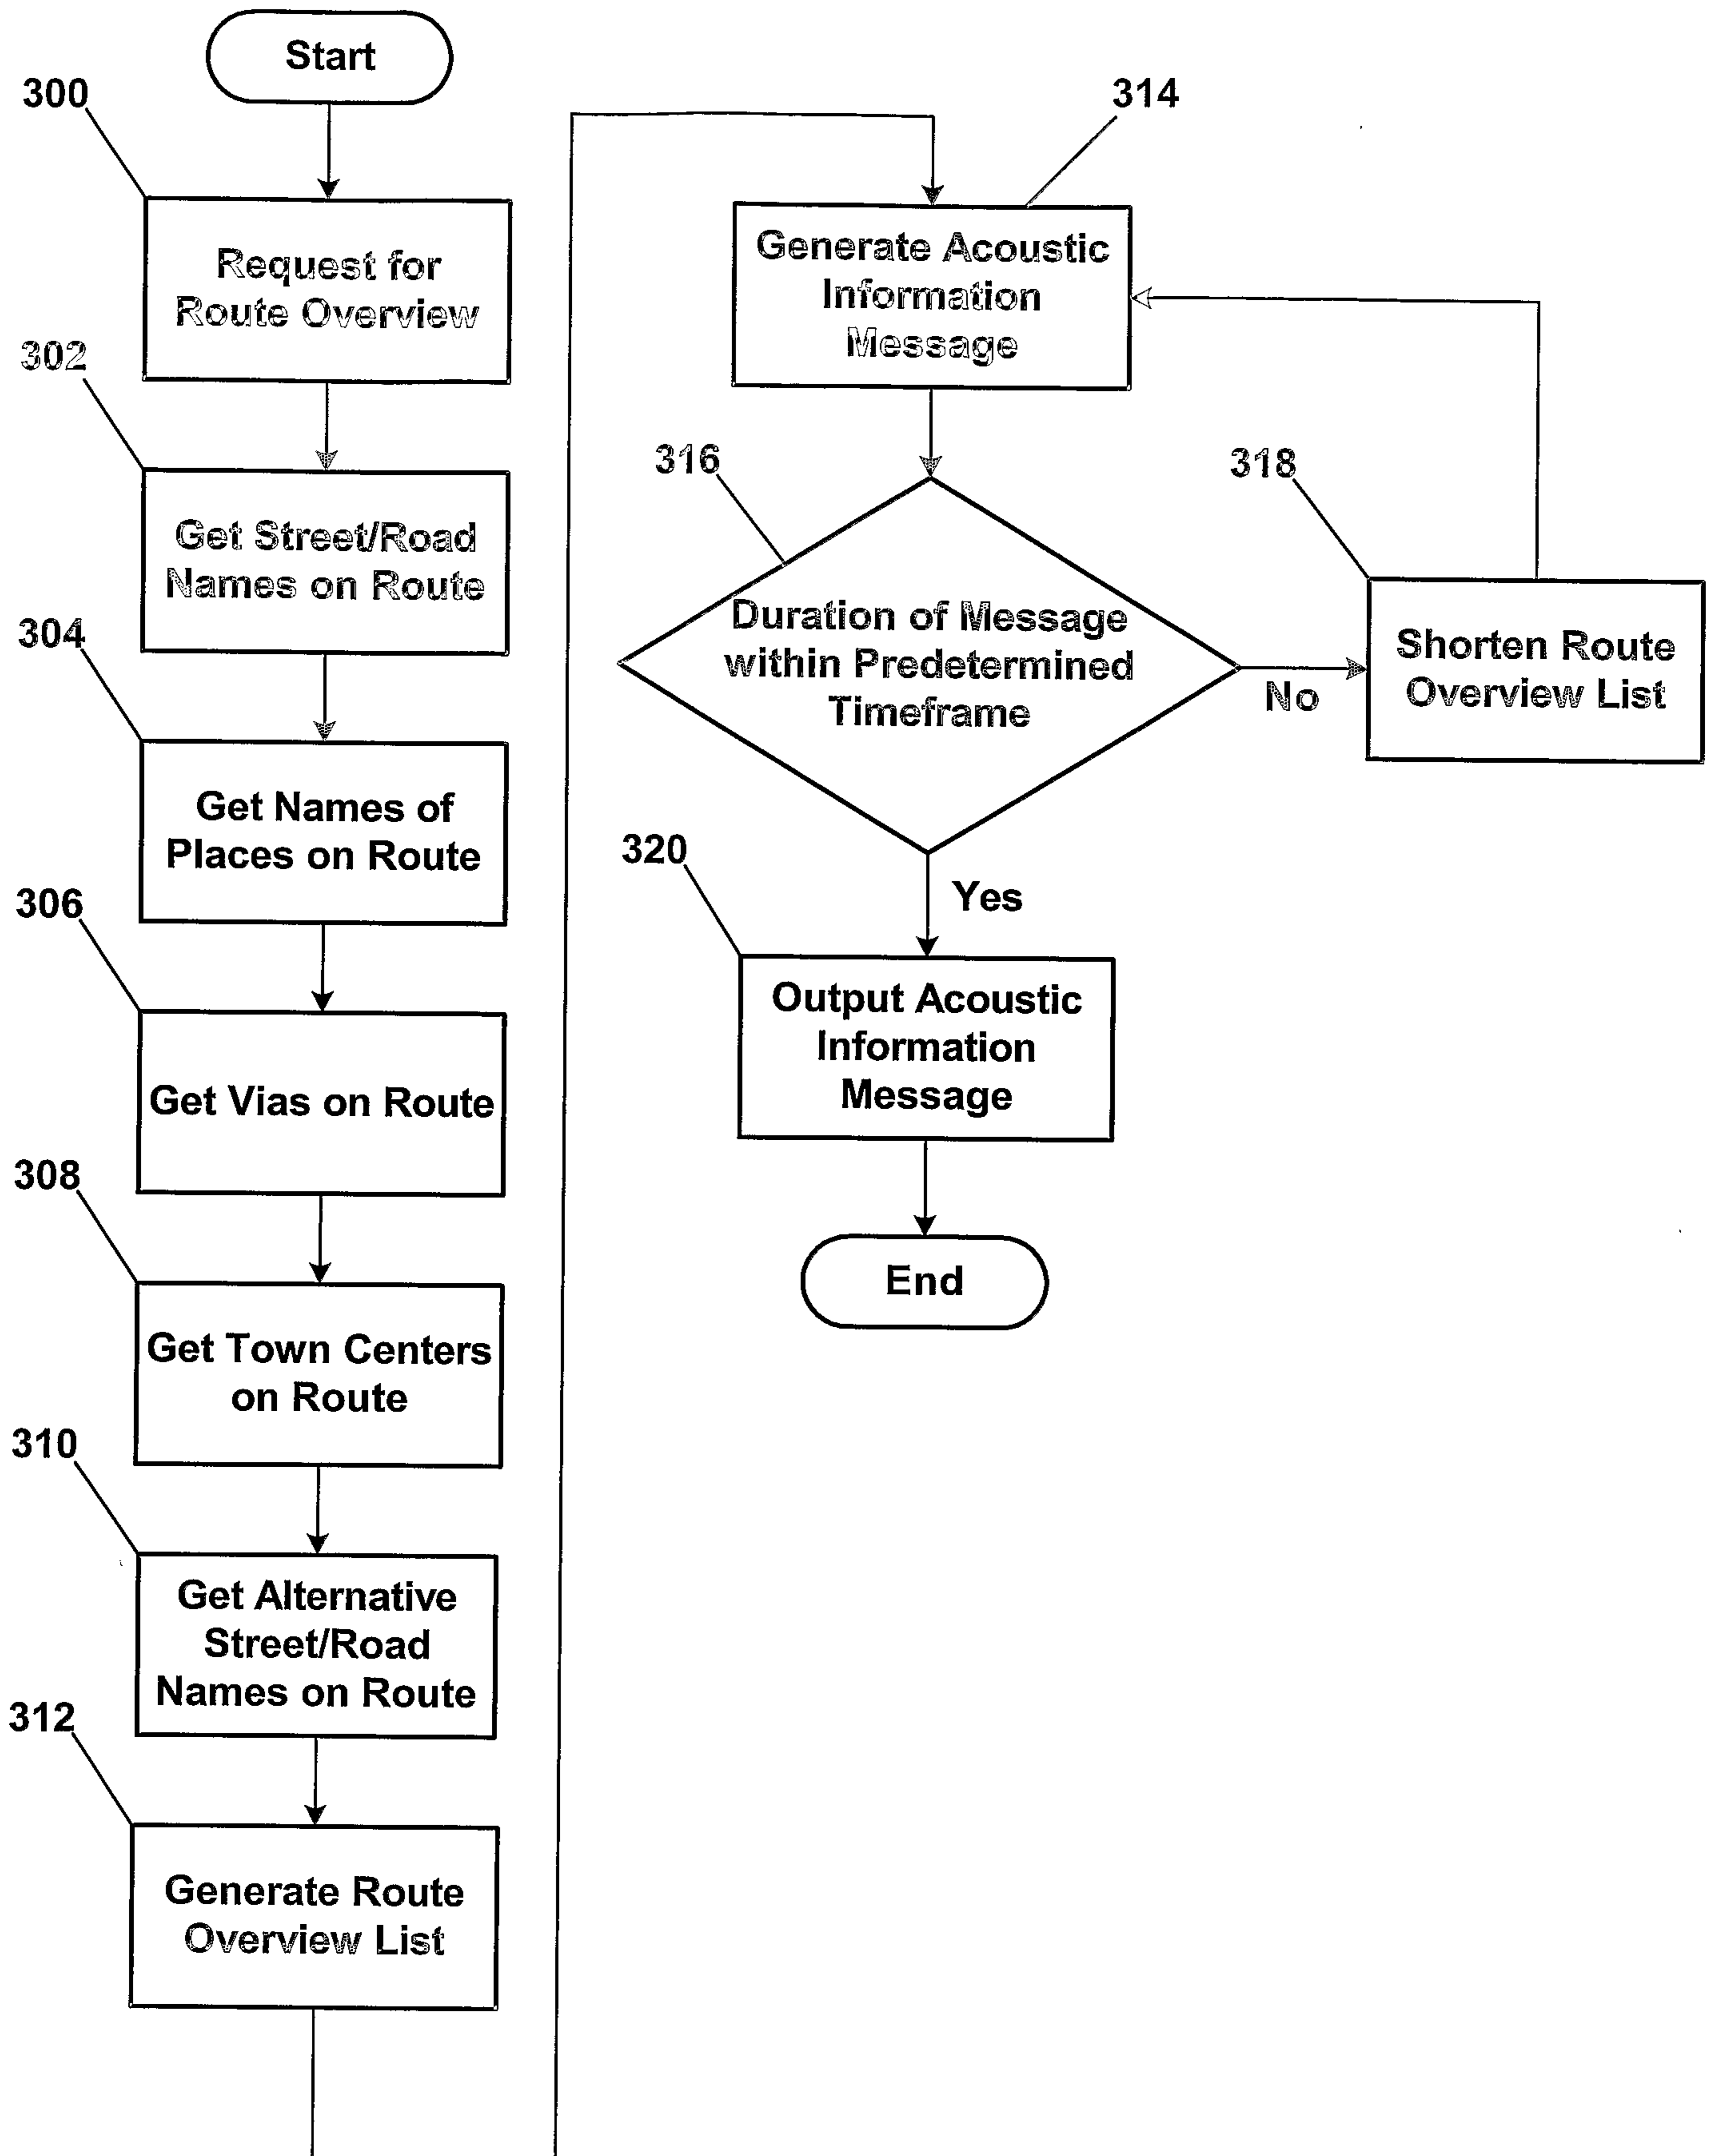 Start
300
Request for
Route Overview
302
Get Street/Road
Names on Route
304
Get Names of
Places on Route
306
Get Vias on Route
308
Get Town Centers
on Route
310
Get Alternative
Street/Road
Names on Route
312
Generate Route
Overview List
314
Generate Acoustic
Information
Message
316
Duration of Message
within Predetermined
Timeframe
No
318
Shorten Route
Overview List
Yes
320
Output Acoustic
Information
Message
End